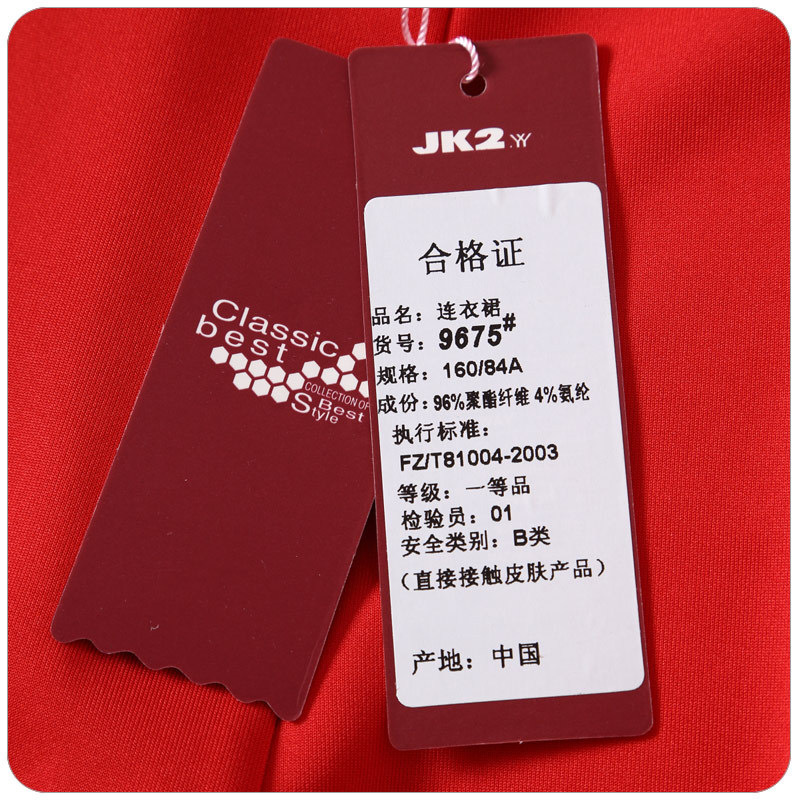 Classic
best
COLLECTION OF
Best
Style
JK2
合格证
品名：连衣裙
货号：9675#
规格：160/84A
成份：96%聚酯纤维 4%氨纶
执行标准：
FZ/T81004-2003
等级：一等品
检验员：01
安全类别：B类
（直接接触皮肤产品）
产地：中国